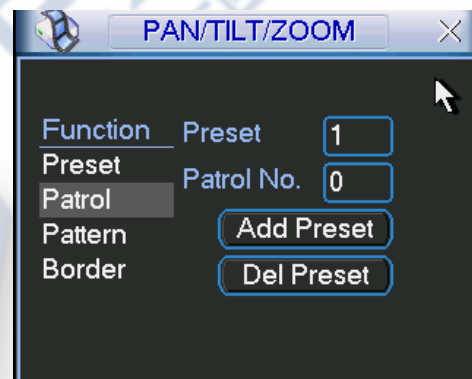 PAN/TILT/ZOOM
Function
Preset
Patrol
Pattern
Border
Preset 1
Patrol No. 0
Add Preset
Del Preset